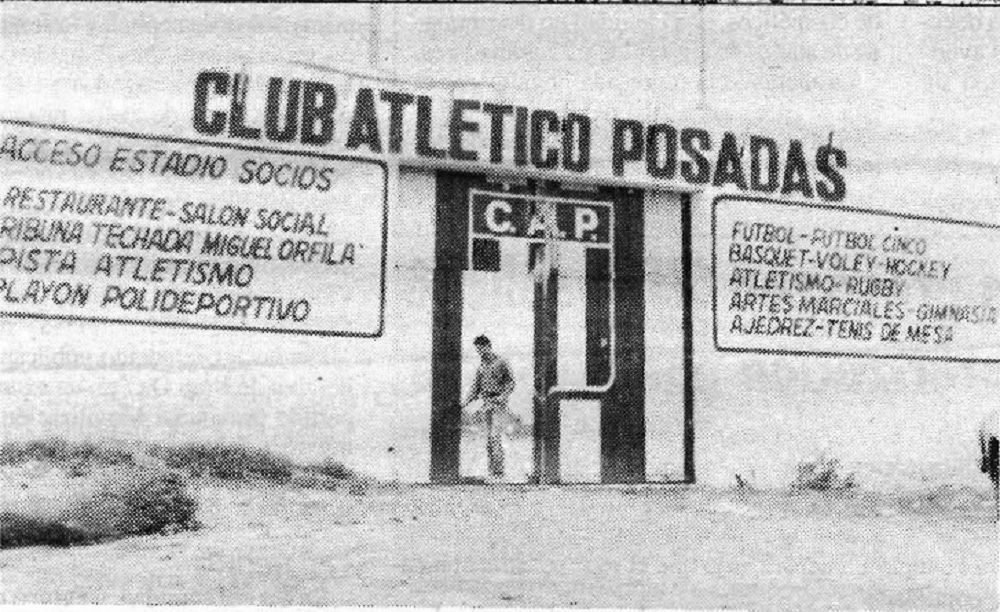 CLUB ATLETICO POSADAS
ACCESO ESTADIO SOCIOS
RESTAURANTE-SALON SOCIAL
RIBUNA TECHADA MIGUEL ORFILA
PISTA ATLETISMO
PLAYON POLIDEPORTIVO
C.A.P.
FUTBOL-FUTBOL CINCO
BASQUET-VOLEY-HOCKEY
ATLETISMO-RUGBY
ARTES MARCIALES-GIMNASIA
AJEDREZ-TENIS DE MESA